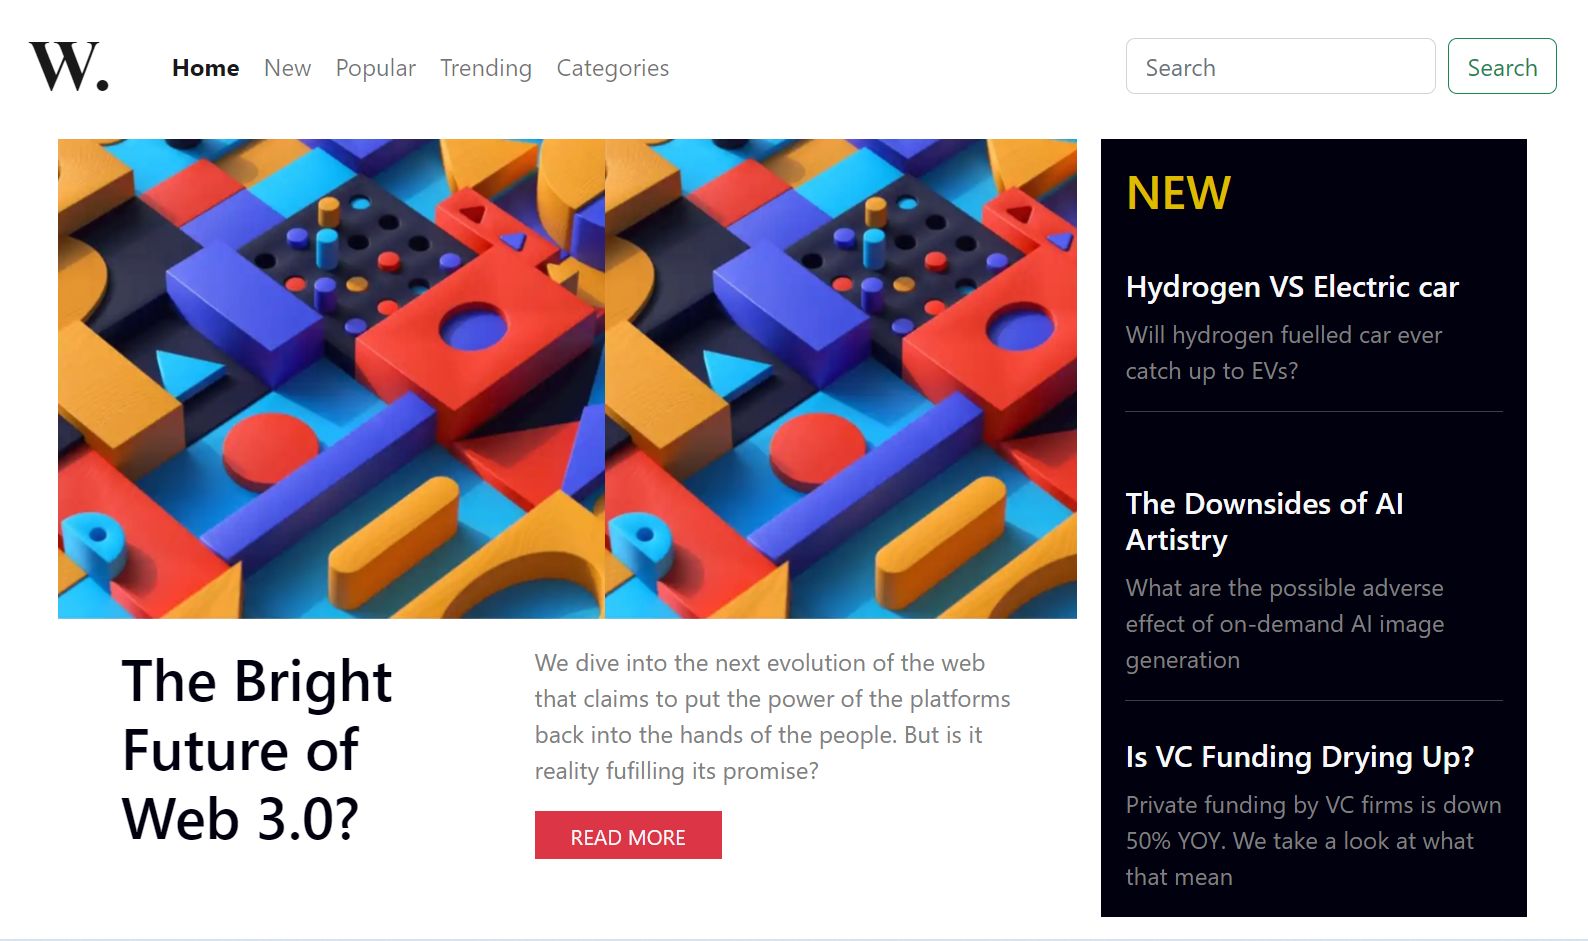 W.
Home New Popular Trending Categories
Search
Search
The Bright
Future of
Web 3.0?
We dive into the next evolution of the web
that claims to put the power of the platforms
back into the hands of the people. But is it
reality fufilling its promise?
READ MORE
NEW
Hydrogen VS Electric car
Will hydrogen fuelled car ever
catch up to EVs?
The Downsides of AI
Artistry
What are the possible adverse
effect of on-demand AI image
generation
Is VC Funding Drying Up?
Private funding by VC firms is down
50% YOY. We take a look at what
that mean